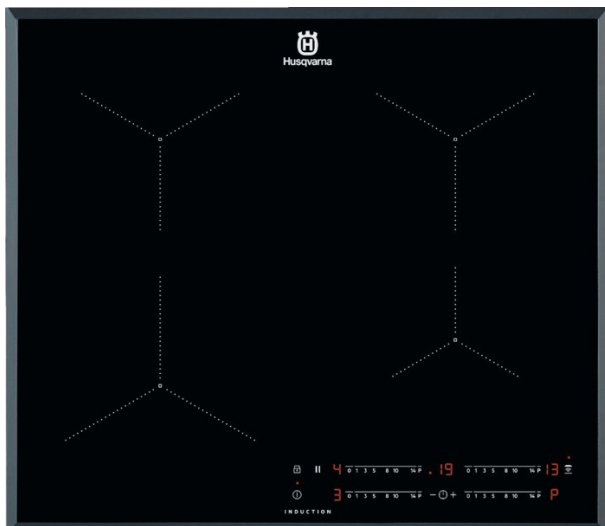 H
Husqvarna
4 0 1 3 5 8 10 14 P .19 0 1 3 5 8 10 14 P 13
3 0 1 3 5 8 10 14 P − + 0 1 3 5 8 10 14 P P
INDUCTION